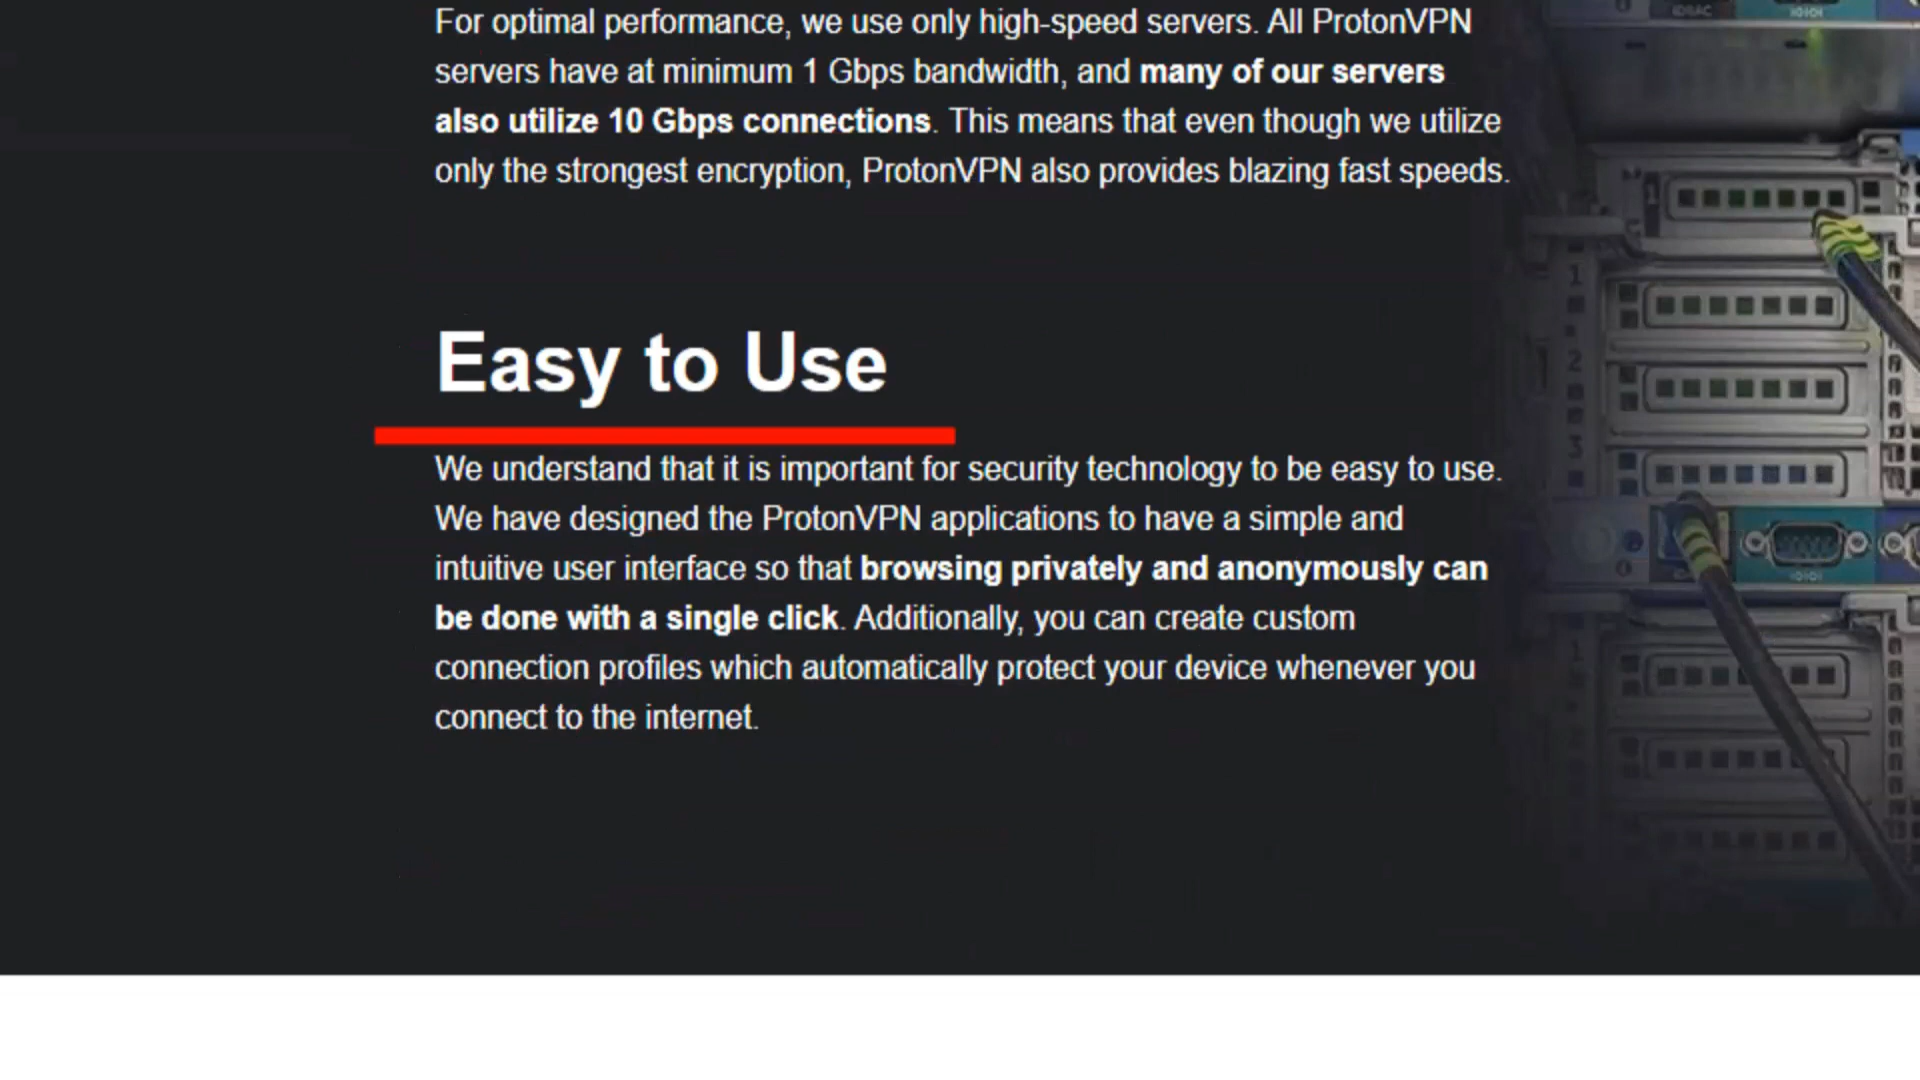 For optimal performance, we use only high-speed servers. All ProtonVPN
servers have at minimum 1 Gbps bandwidth, and many of our servers
also utilize 10 Gbps connections. This means that even though we utilize
only the strongest encryption, ProtonVPN also provides blazing fast speeds.
Easy to Use
We understand that it is important for security technology to be easy to use.
We have designed the ProtonVPN applications to have a simple and
intuitive user interface so that browsing privately and anonymously can
be done with a single click. Additionally, you can create custom
connection profiles which automatically protect your device whenever you
connect to the internet.
1
1
2
3
1